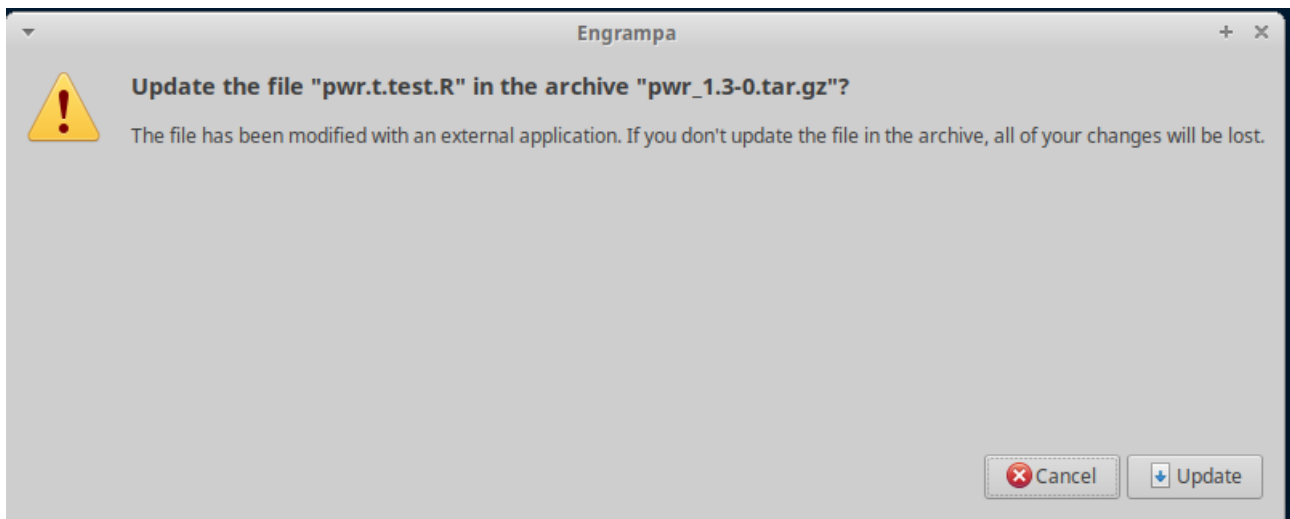 Engrampa
Update the file "pwr.t.test.R" in the archive "pwr_1.3-0.tar.gz"?
The file has been modified with an external application. If you don't update the file in the archive, all of your changes will be lost.
Cancel
Update